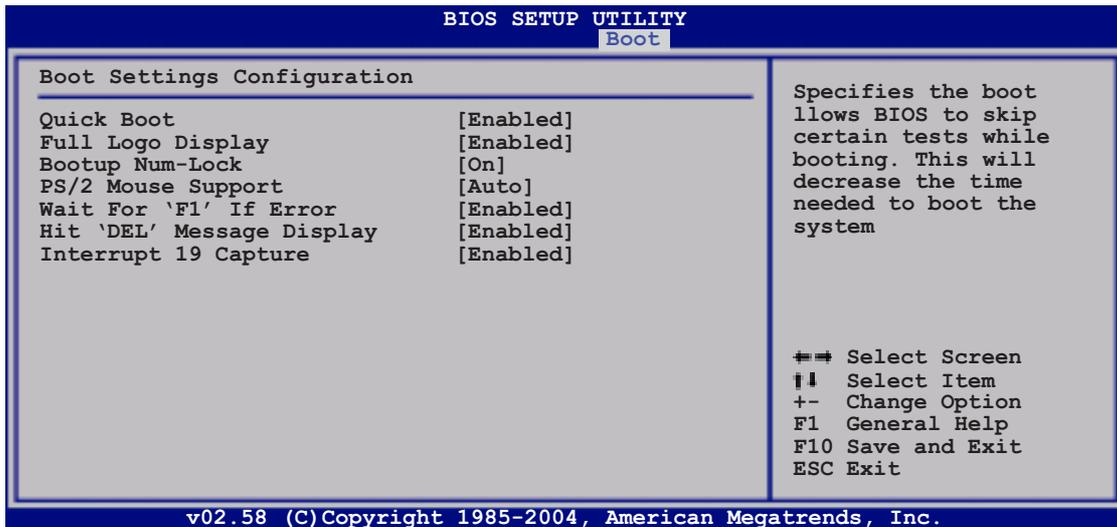 BIOS SETUP UTILITY
Boot
Boot Settings Configuration
Quick Boot [Enabled]
Full Logo Display [Enabled]
Bootup Num-Lock [On]
PS/2 Mouse Support [Auto]
Wait For ‘F1’ If Error [Enabled]
Hit ‘DEL’ Message Display [Enabled]
Interrupt 19 Capture [Enabled]
Specifies the boot
llows BIOS to skip
certain tests while
booting. This will
decrease the time
needed to boot the
system
←→ Select Screen
↑↓ Select Item
+- Change Option
F1 General Help
F10 Save and Exit
ESC Exit
v02.58 (C)Copyright 1985-2004, American Megatrends, Inc.